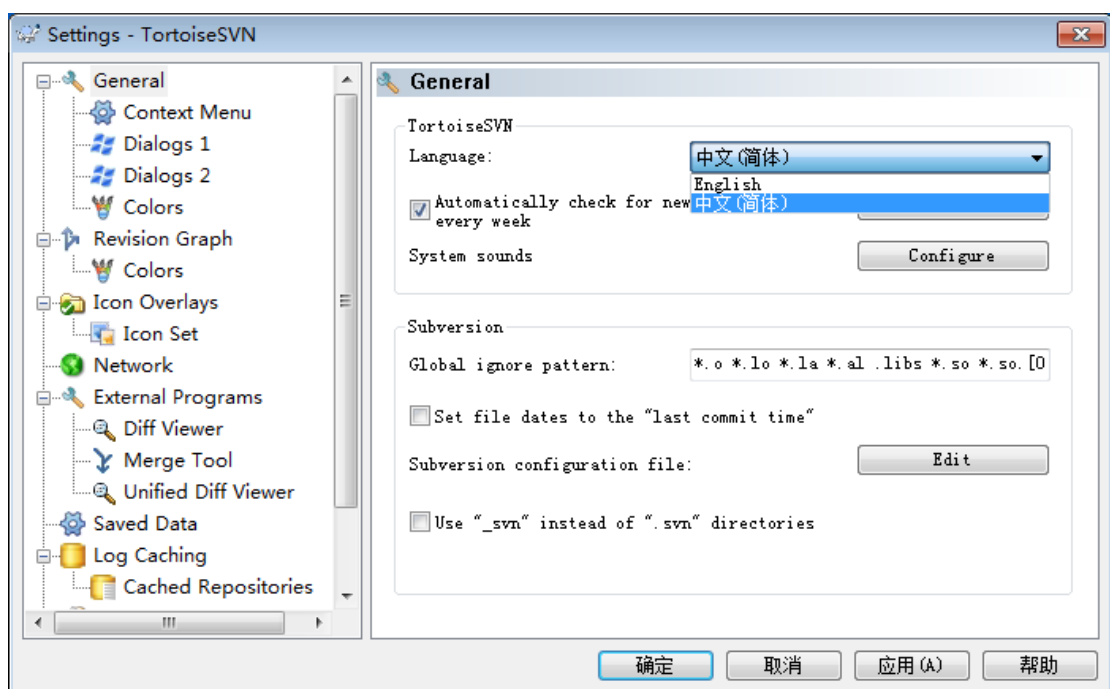 Settings - TortoiseSVN
General
Context Menu
Dialogs 1
Dialogs 2
Colors
Revision Graph
Colors
Icon Overlays
Icon Set
Network
External Programs
Diff Viewer
Merge Tool
Unified Diff Viewer
Saved Data
Log Caching
Cached Repositories
General
TortoiseSVN
Language:
中文(简体)
English
中文(简体)
Automatically check for new
every week
System sounds
Configure
Subversion
Global ignore pattern:
*.o *.lo *.la *.al .libs *.so *.so.[0
Set file dates to the "last commit time"
Subversion configuration file:
Edit
Use "_svn" instead of ".svn" directories
确定
取消
应用(A)
帮助